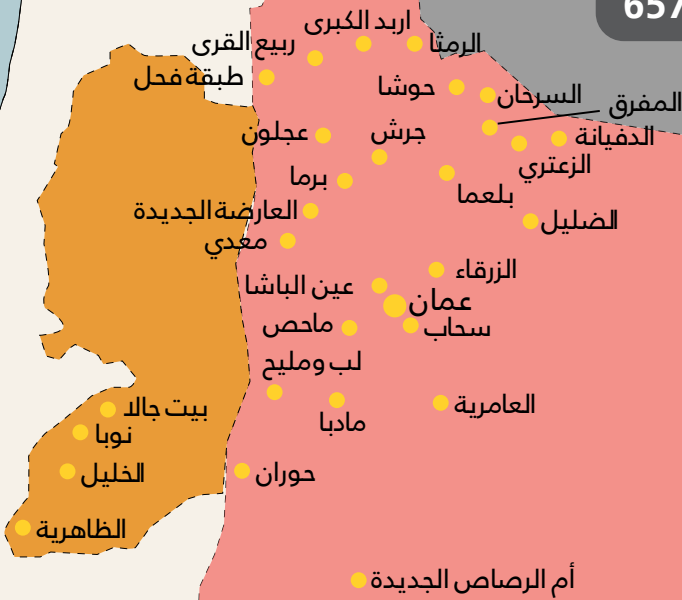 657
اربد الكبرى
ربيع القرى
الرمثا
طبقة فحل
حوشا
السرحان
المفرق
عجلون
جرش
الدفيانة
الزعتري
برما
بلعما
العارضة الجديدة
الضليل
معدي
الزرقاء
عين الباشا
عمان
ماحص
سحاب
لب ومليح
العامرية
بيت جالا
مادبا
نوبا
الخليل
حوران
الظاهرية
أم الرصاص الجديدة